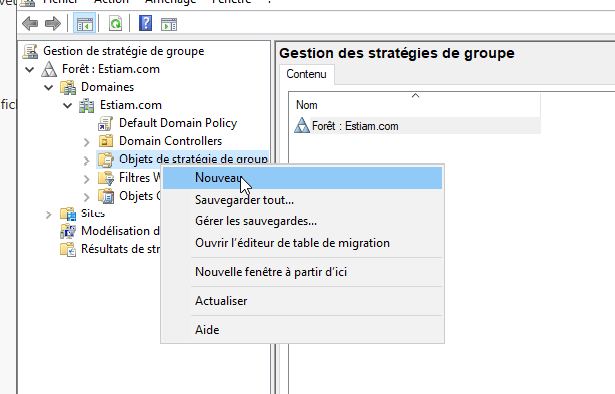 Fichier Action Affichage Fenêtre ?
Gestion de stratégie de groupe
Forêt : Estiam.com
Domaines
Estiam.com
Default Domain Policy
Domain Controllers
Objets de stratégie de group
Filtres W
Objets G
Sites
Modélisation d
Résultats de str
Nouveau
Sauvegarder tout...
Gérer les sauvegardes...
Ouvrir l'éditeur de table de migration
Nouvelle fenêtre à partir d'ici
Actualiser
Aide
Gestion des stratégies de groupe
Contenu
Nom
Forêt : Estiam.com
fic